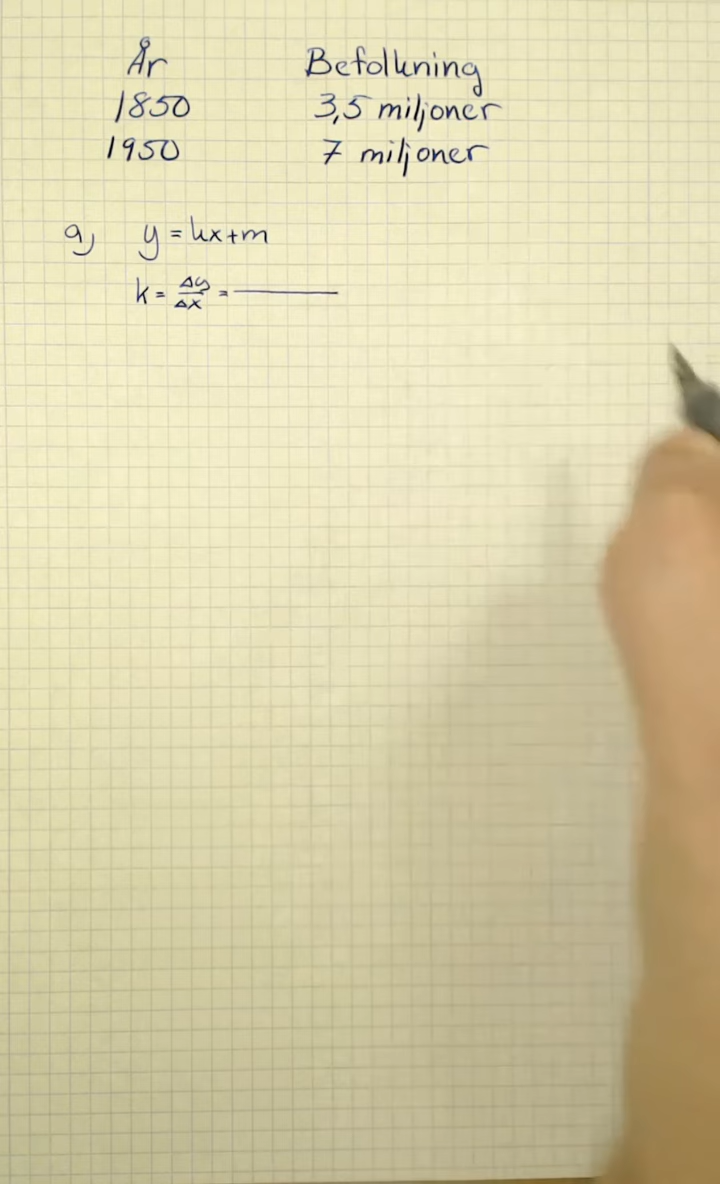 År Befolkning
1850 3,5 miljoner
1950 7 miljoner
a) y = kx+m
k = Δy/Δx =